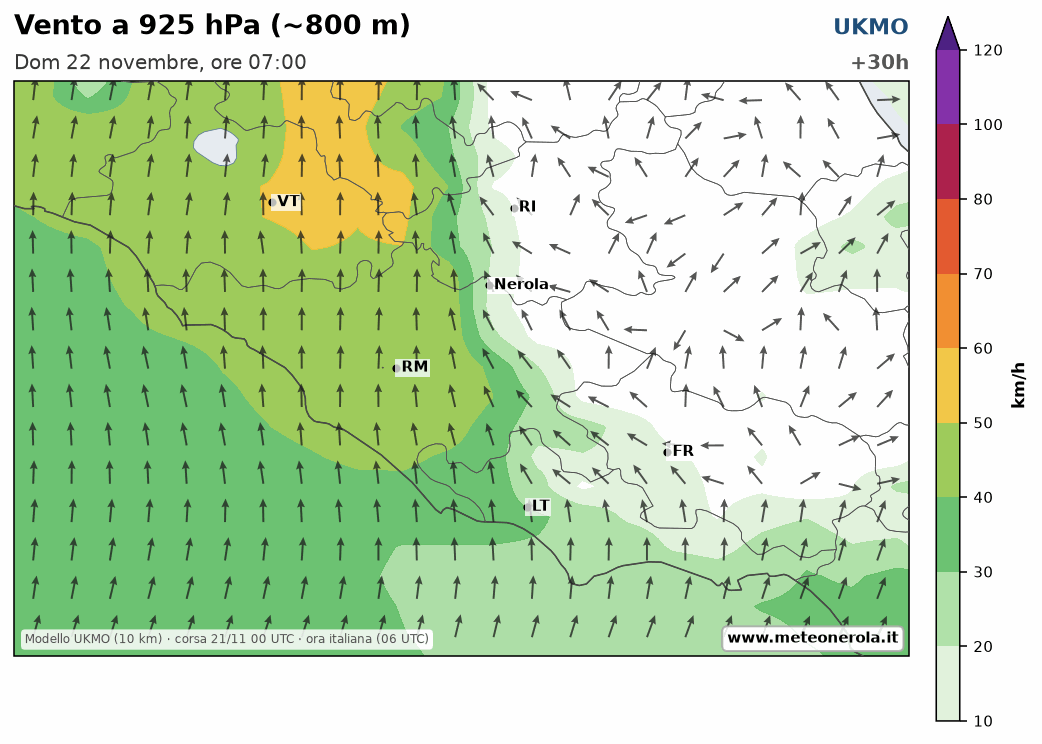 Vento a 925 hPa (~800 m)
UKMO
Dom 22 novembre, ore 07:00
+30h
120
100
80
70
60
50
40
30
20
10
km/h
VT
RI
Nerola
RM
FR
LT
Modello UKMO (10 km) · corsa 21/11 00 UTC · ora italiana (06 UTC)
www.meteonerola.it